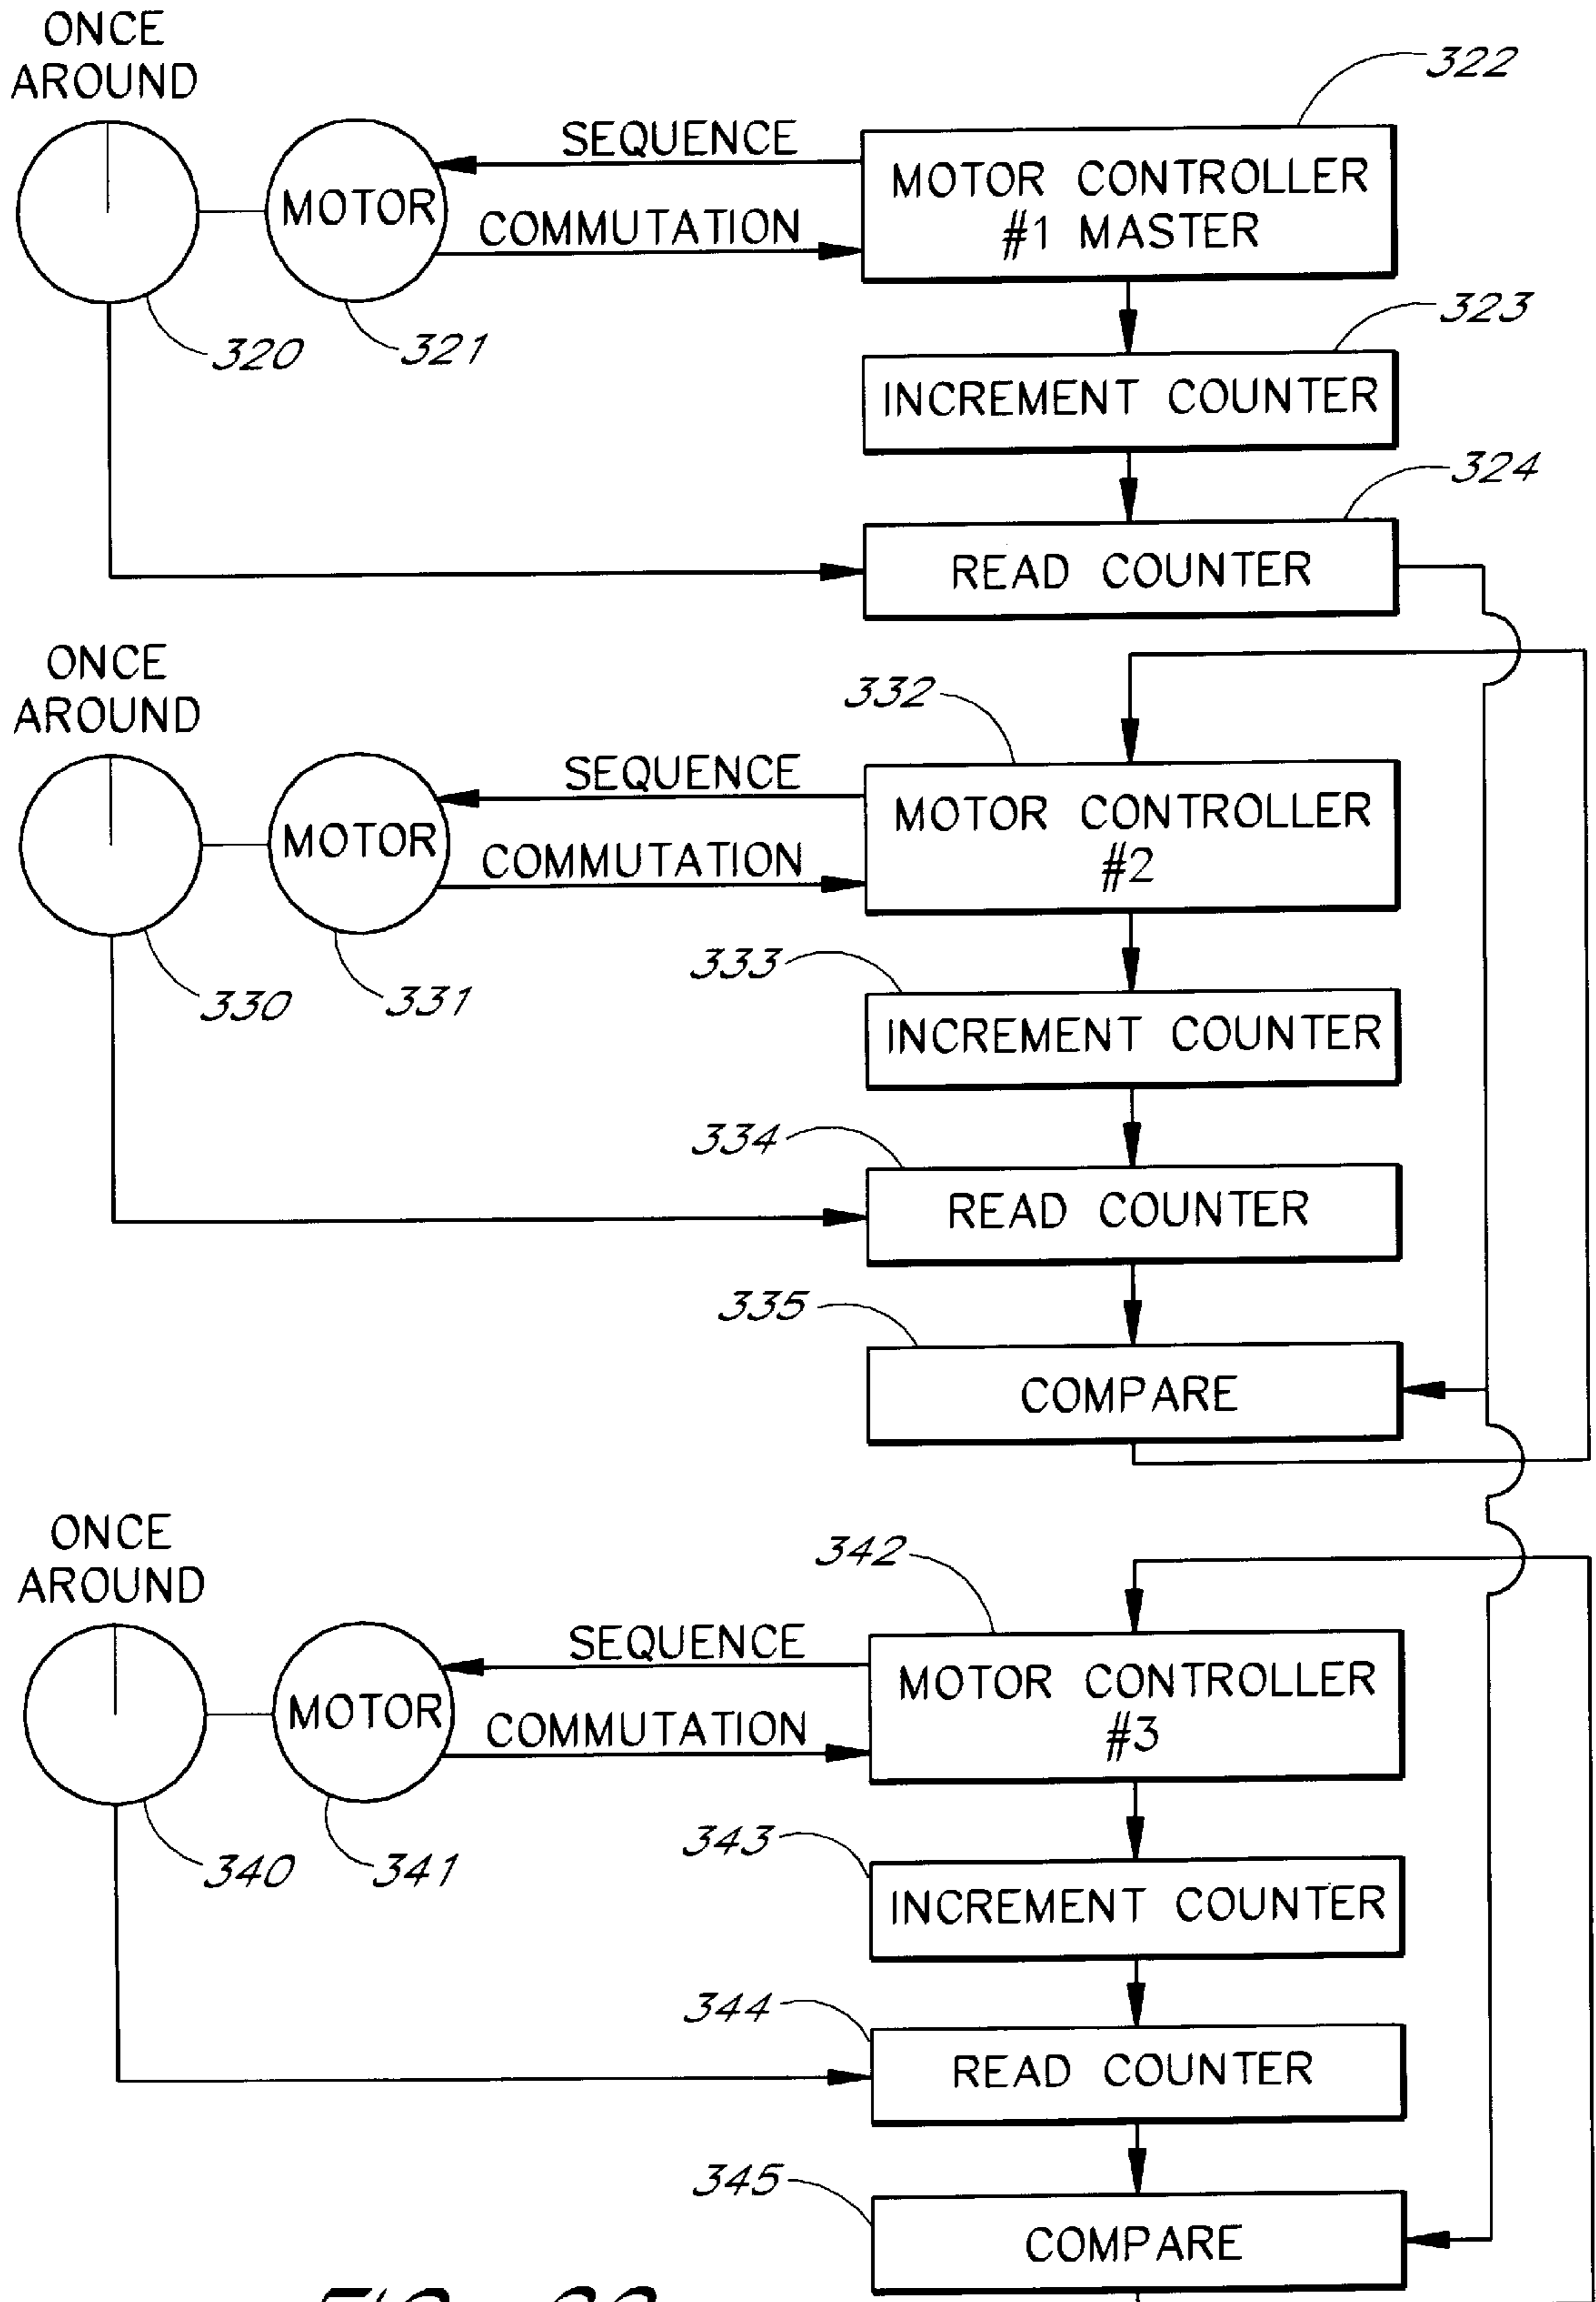 ONCE
AROUND
322
SEQUENCE
MOTOR CONTROLLER
#1 MASTER
MOTOR
COMMUTATION
323
320
321
INCREMENT COUNTER
324
READ COUNTER
ONCE
AROUND
332
SEQUENCE
MOTOR CONTROLLER
#2
MOTOR
COMMUTATION
333
330
331
INCREMENT COUNTER
334
READ COUNTER
335
COMPARE
ONCE
AROUND
342
SEQUENCE
MOTOR CONTROLLER
#3
MOTOR
COMMUTATION
343
340
341
INCREMENT COUNTER
344
READ COUNTER
345
COMPARE